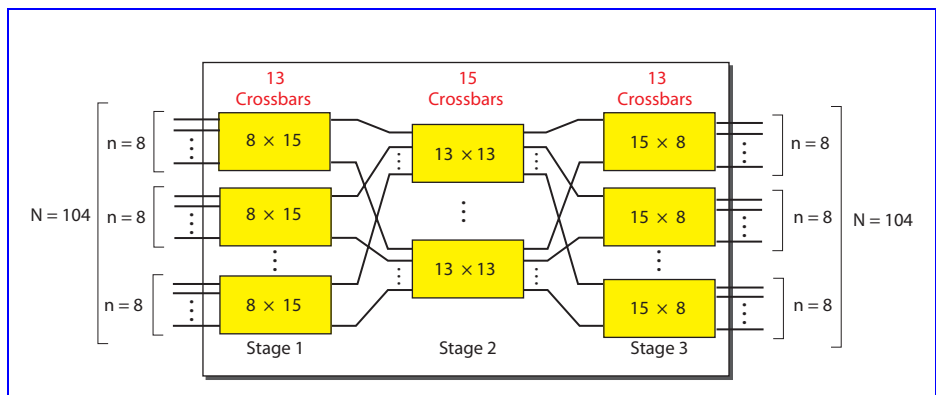 13
Crossbars
15
Crossbars
13
Crossbars
n = 8
8 × 15
13 × 13
15 × 8
n = 8
N = 104
n = 8
8 × 15
15 × 8
n = 8
N = 104
13 × 13
n = 8
8 × 15
15 × 8
n = 8
Stage 1
Stage 2
Stage 3